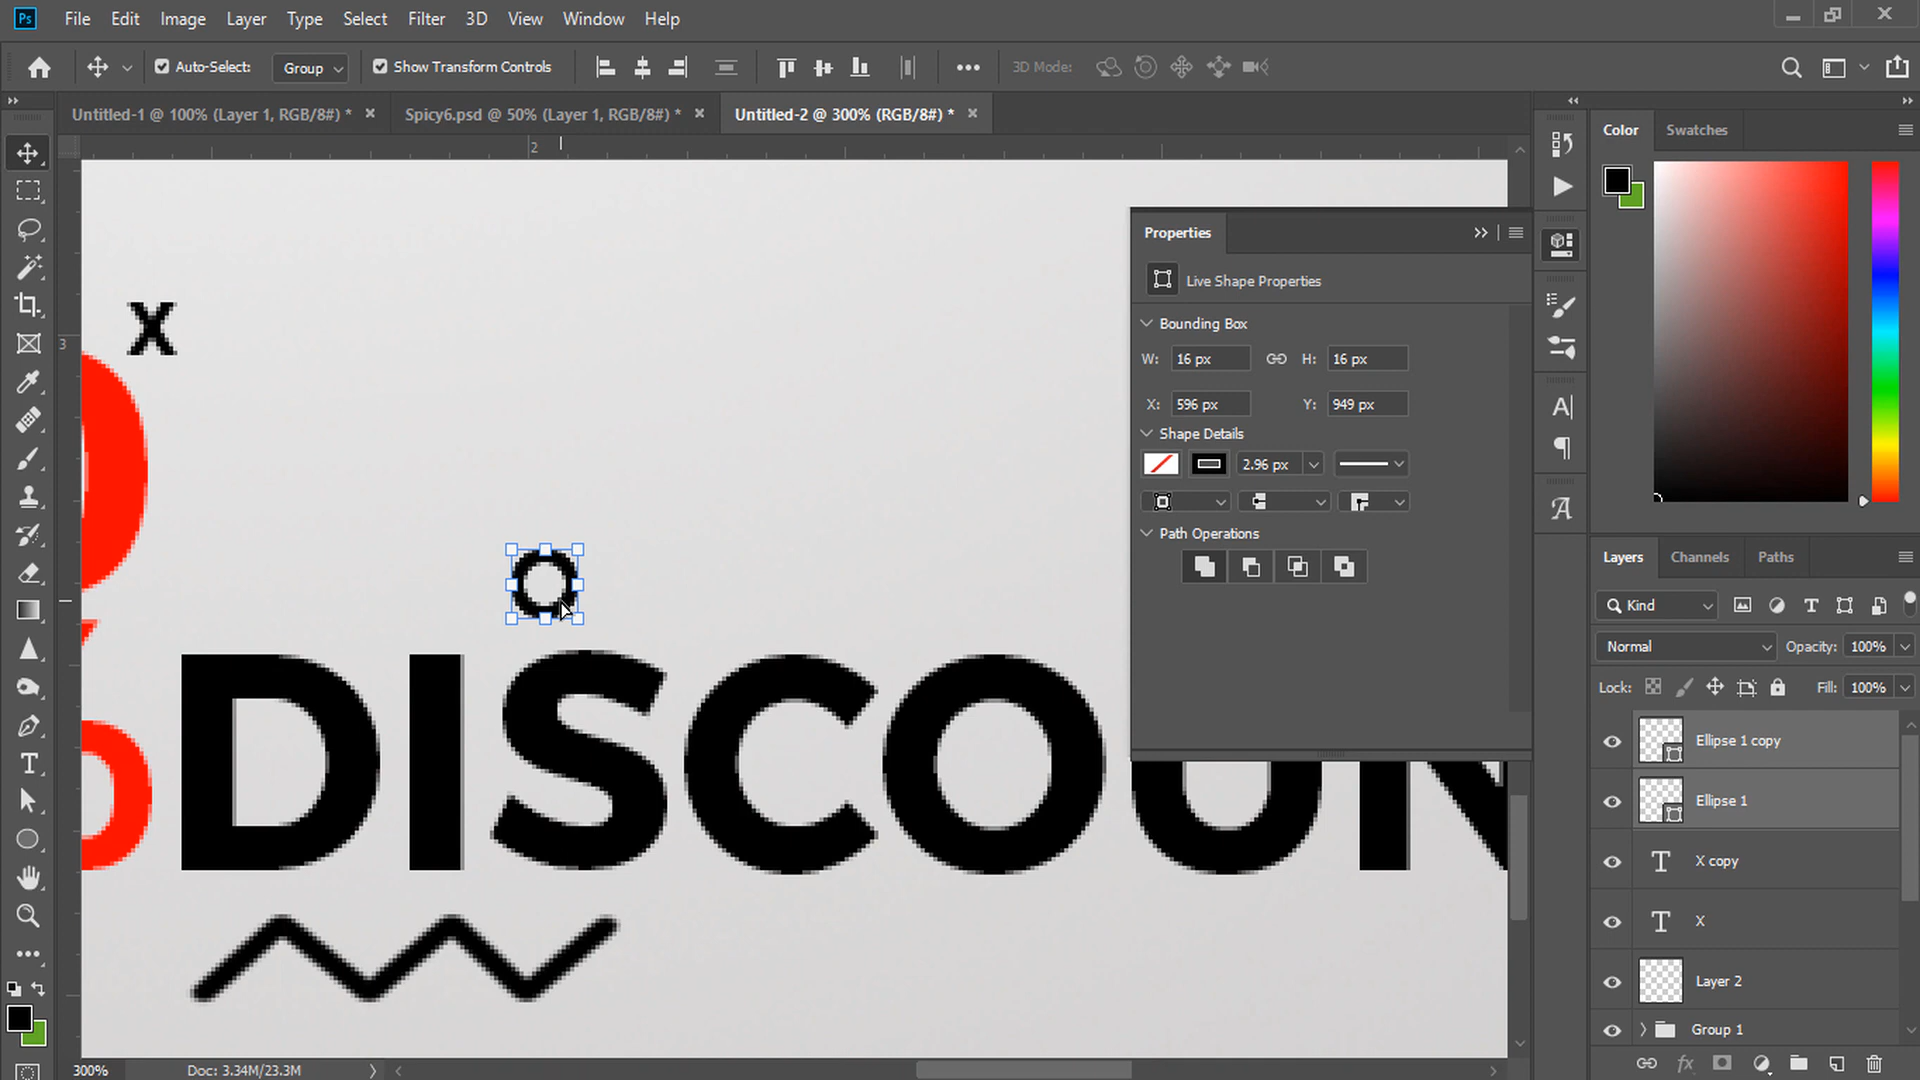 Ps File Edit Image Layer Type Select Filter 3D View Window Help
Auto-Select: Group Show Transform Controls 3D Mode:
Untitled-1 @ 100% (Layer 1, RGB/8#) * Spicy6.psd @ 50% (Layer 1, RGB/8#) * Untitled-2 @ 300% (RGB/8#) *
2
3
X
DISCOUN
Properties
Live Shape Properties
Bounding Box
W: 16 px H: 16 px
X: 596 px Y: 949 px
Shape Details
2.96 px
Path Operations
Color Swatches
Layers Channels Paths
Kind
Normal Opacity: 100%
Lock: Fill: 100%
Ellipse 1 copy
Ellipse 1
X copy
X
Layer 2
Group 1
300% Doc: 3.34M/23.3M